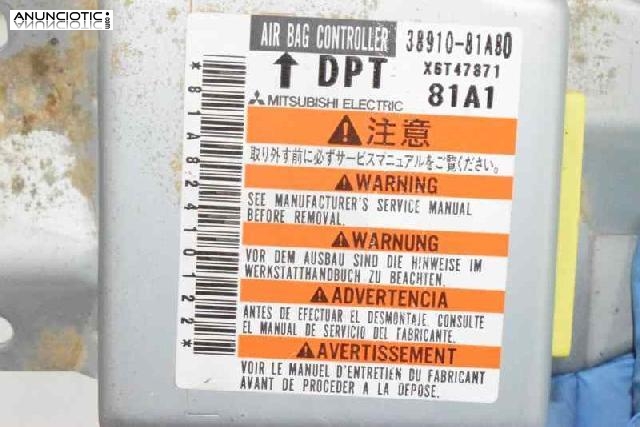 ANUNCIOTIC.COM
AIR BAG CONTROLLER 38910-81A80
DPT X6T47871
MITSUBISHI ELECTRIC 81A1
注意
取り外す前に必ずサービスマニュアルをご覧ください。
WARNING
SEE MANUFACTURER'S SERVICE MANUAL
BEFORE REMOVAL.
WARNUNG
VOR DEM AUSBAU SIND DIE HINWEISE IM
WERKSTATTHANDBUCH ZU BEACHTEN.
ADVERTENCIA
ANTES DE EFECTUAR EL DESMONTAJE, CONSULTE
EL MANUAL DE SERVICIO DEL FABRICANTE.
AVERTISSEMENT
VOIR LE MANUEL D'ENTRETIEN DU FABRICANT
AVANT DE PROCEDER A LA DEPOSE.
*81A82410122*